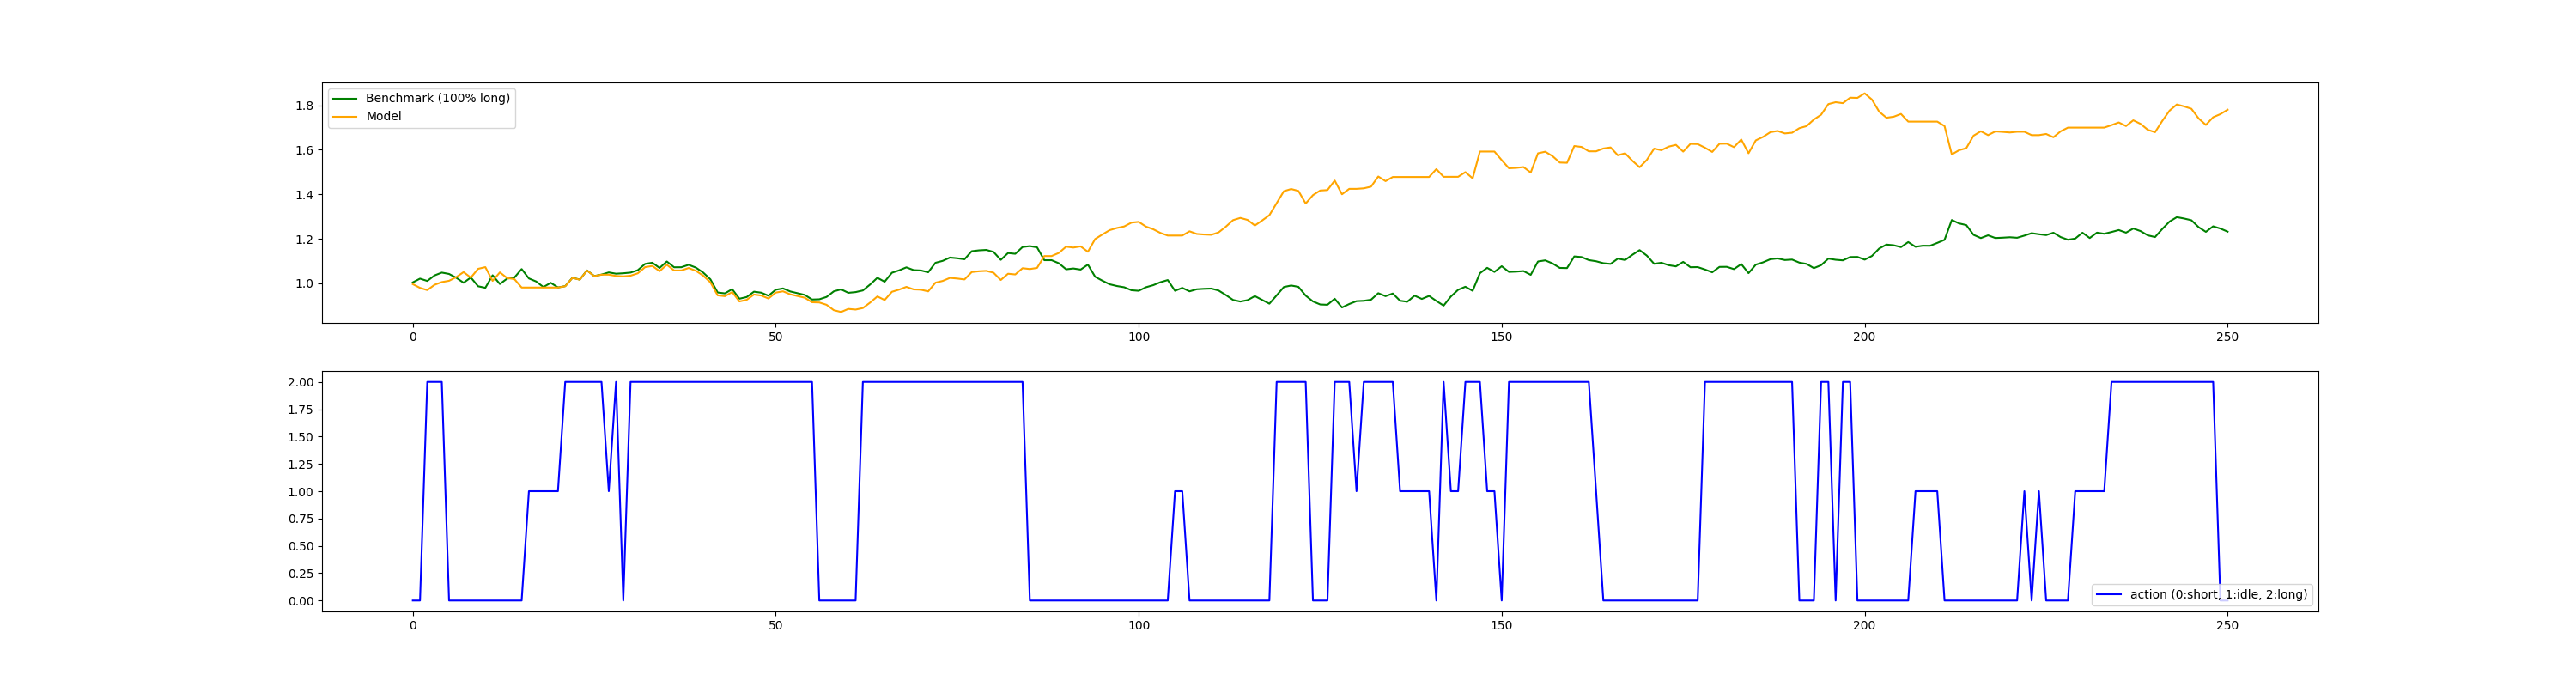 Benchmark (100% long)
Model
1.8
1.6
1.4
1.2
1.0
0 50 100 150 200 250
2.00
1.75
1.50
1.25
1.00
0.75
0.50
0.25
0.00
action (0:short, 1:idle, 2:long)
0 50 100 150 200 250